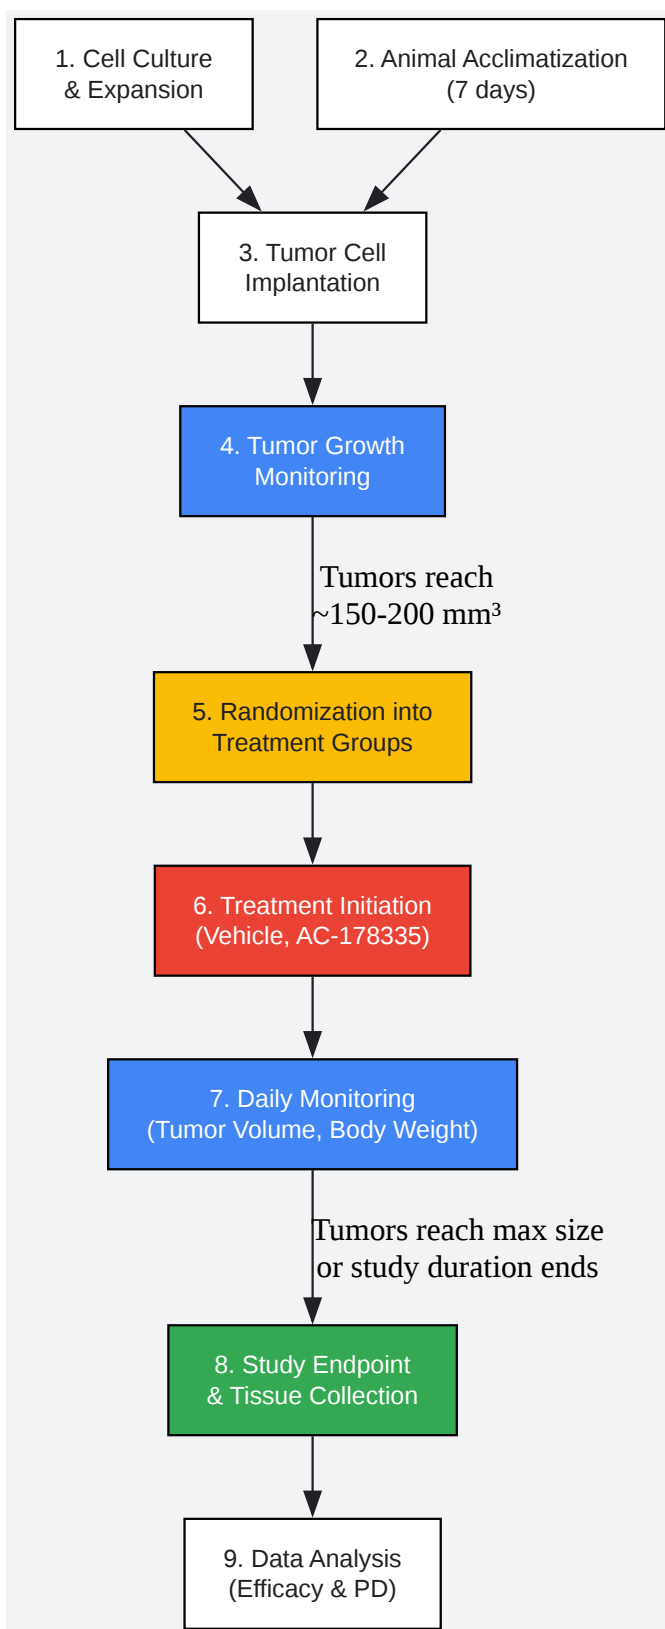 1. Cell Culture
& Expansion
2. Animal Acclimatization
(7 days)
3. Tumor Cell
Implantation
4. Tumor Growth
Monitoring
Tumors reach
~150-200 mm³
5. Randomization into
Treatment Groups
6. Treatment Initiation
(Vehicle, AC-178335)
7. Daily Monitoring
(Tumor Volume, Body Weight)
Tumors reach max size
or study duration ends
8. Study Endpoint
& Tissue Collection
9. Data Analysis
(Efficacy & PD)